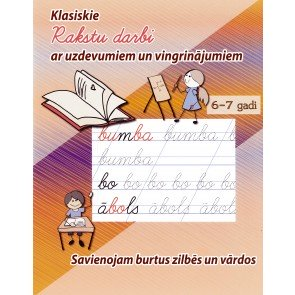 Klasiskie
Rakstu darbi
ar uzdevumiem un vingrinājumiem
6-7 gadi
bumba bumba /
bumba /
bo bo bo bo bo bo
ābols ābols ābol
Savienojam burtus zilbēs un vārdos